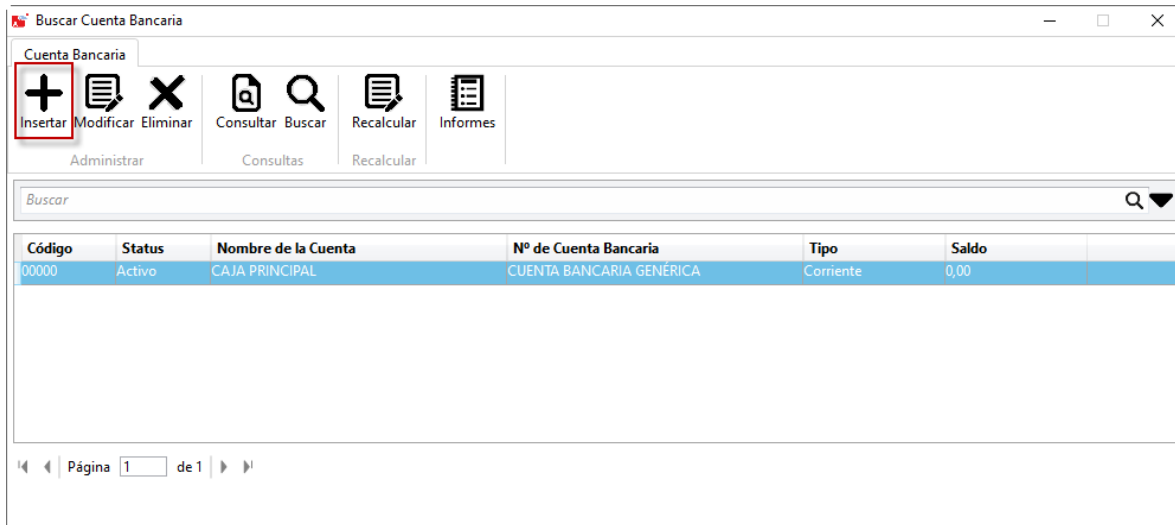 Buscar Cuenta Bancaria
Cuenta Bancaria
Insertar Modificar Eliminar Consultar Buscar Recalcular Informes
Administrar Consultas Recalcular
Buscar
Código Status Nombre de la Cuenta Nº de Cuenta Bancaria Tipo Saldo
00000 Activo CAJA PRINCIPAL CUENTA BANCARIA GENÉRICA Corriente 0,00
Página 1 de 1